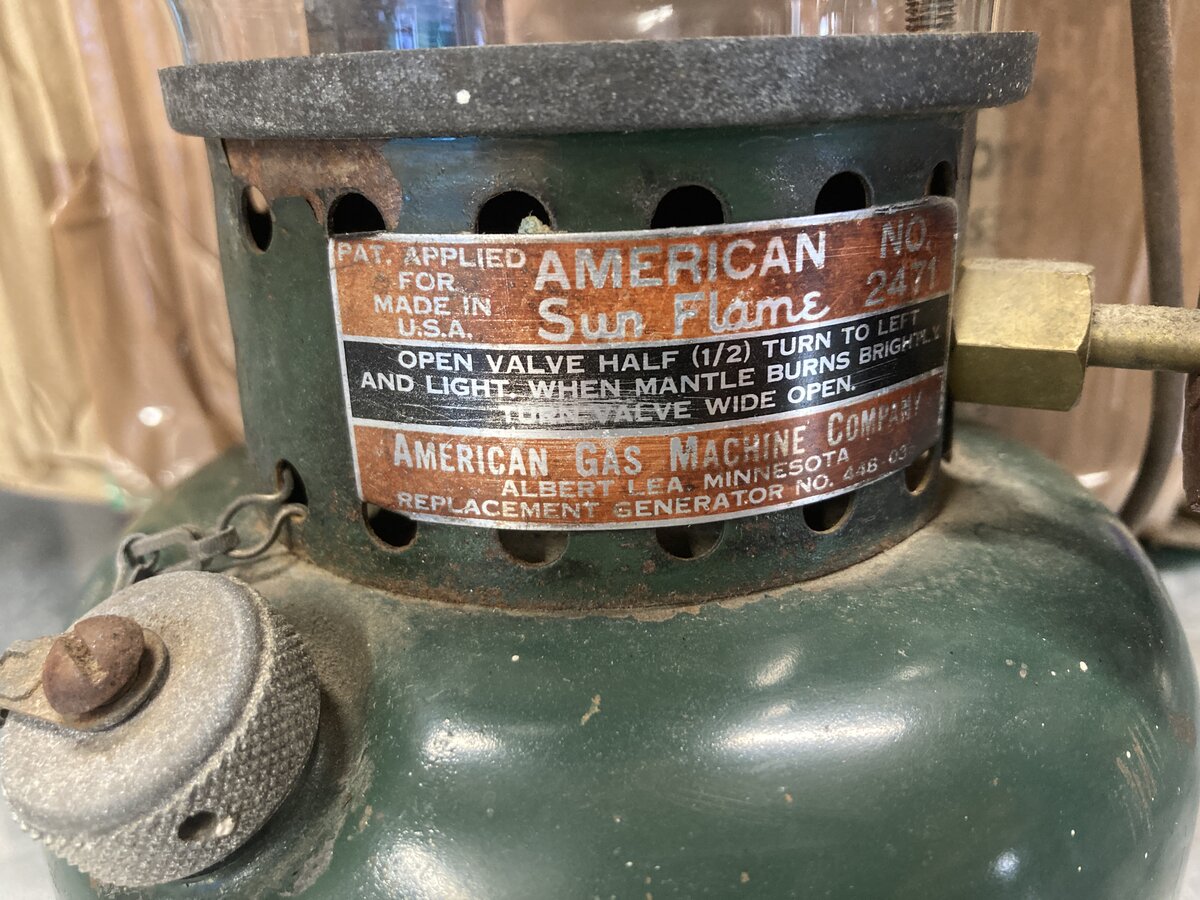 PAT. APPLIED
FOR
MADE IN
U.S.A.
AMERICAN
Sun Flame
NO.
2471
OPEN VALVE HALF (1/2) TURN TO LEFT
AND LIGHT. WHEN MANTLE BURNS BRIGHTLY,
TURN VALVE WIDE OPEN.
AMERICAN GAS MACHINE COMPANY
ALBERT LEA, MINNESOTA
REPLACEMENT GENERATOR NO. 446.03